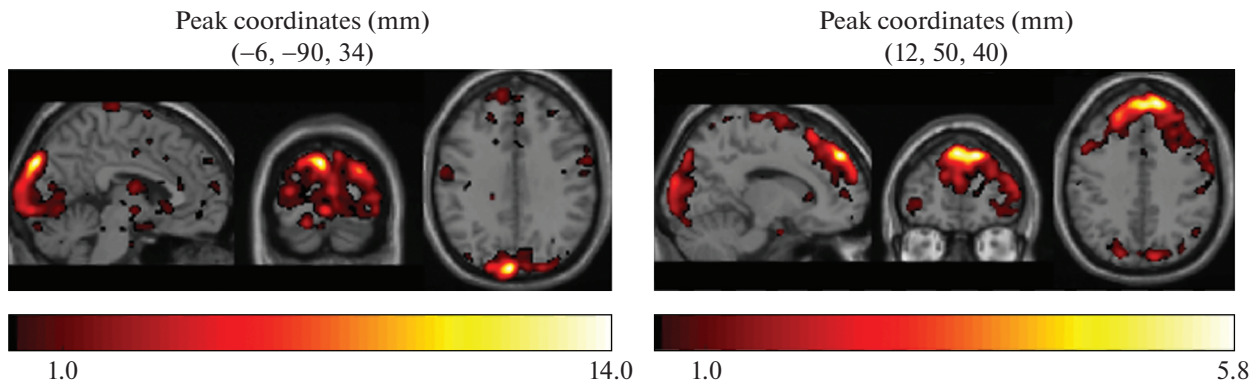 Peak coordinates (mm)
(–6, –90, 34)
Peak coordinates (mm)
(12, 50, 40)
1.0 14.0
1.0 5.8